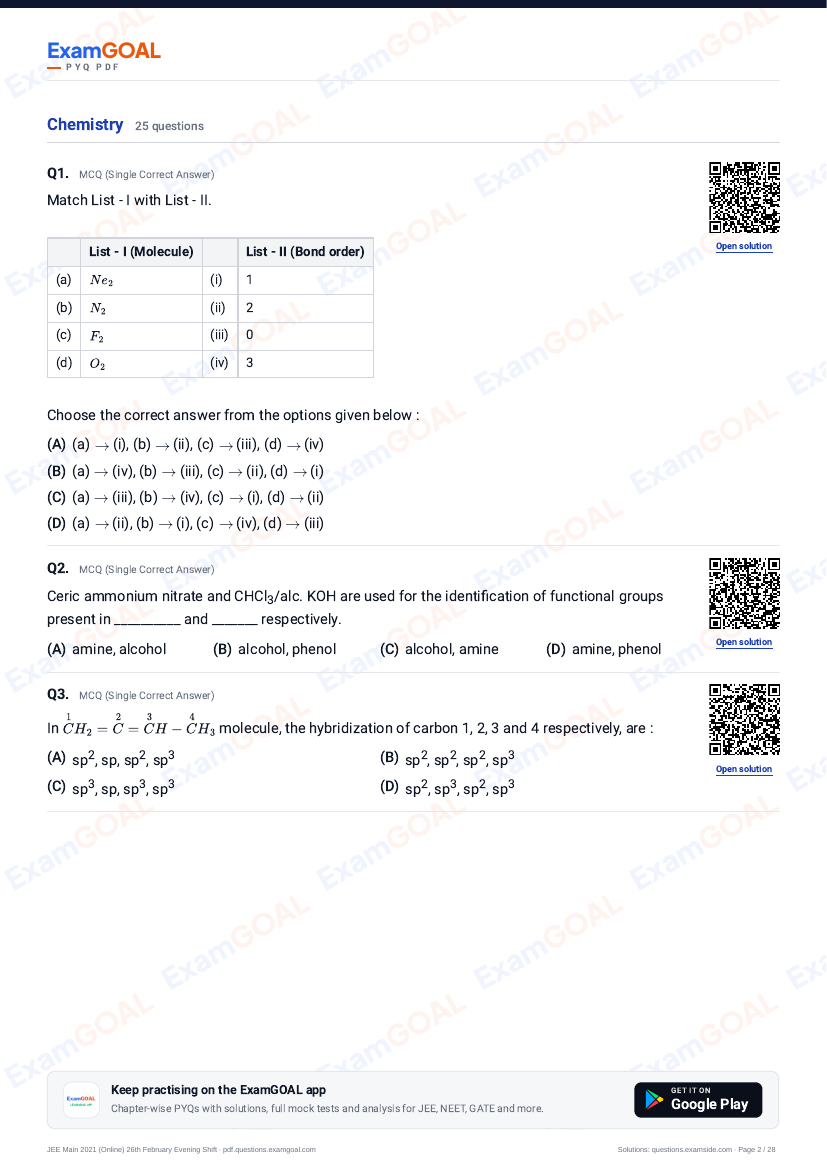 ExamGOAL
PYQ PDF
Chemistry 25 questions
Q1. MCQ (Single Correct Answer)
Match List - I with List - II.
Open solution
List - I (Molecule) List - II (Bond order)
(a) Ne₂ (i) 1
(b) N₂ (ii) 2
(c) F₂ (iii) 0
(d) O₂ (iv) 3
Choose the correct answer from the options given below :
(A) (a) → (i), (b) → (ii), (c) → (iii), (d) → (iv)
(B) (a) → (iv), (b) → (iii), (c) → (ii), (d) → (i)
(C) (a) → (iii), (b) → (iv), (c) → (i), (d) → (ii)
(D) (a) → (ii), (b) → (i), (c) → (iv), (d) → (iii)
Q2. MCQ (Single Correct Answer)
Ceric ammonium nitrate and CHCl₃/alc. KOH are used for the identification of functional groups
present in __________ and _______ respectively.
Open solution
(A) amine, alcohol (B) alcohol, phenol (C) alcohol, amine (D) amine, phenol
Q3. MCQ (Single Correct Answer)
1 2 3 4
In CH₂ = C = CH − CH₃ molecule, the hybridization of carbon 1, 2, 3 and 4 respectively, are :
(A) sp², sp, sp², sp³ (B) sp², sp², sp², sp³
Open solution
(C) sp³, sp, sp³, sp³ (D) sp², sp³, sp², sp³
Keep practising on the ExamGOAL app
Chapter-wise PYQs with solutions, full mock tests and analysis for JEE, NEET, GATE and more.
GET IT ON
Google Play
JEE Main 2021 (Online) 26th February Evening Shift · pdf.questions.examgoal.com
Solutions: questions.examside.com · Page 2 / 28